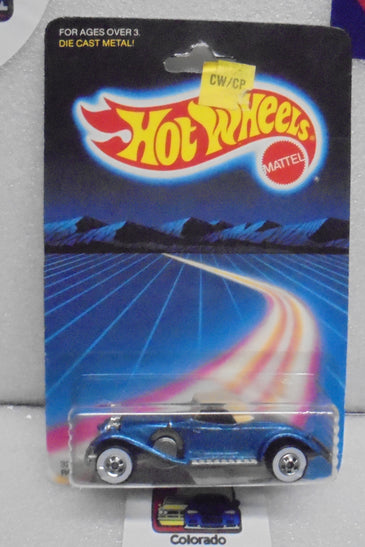 FOR AGES OVER 3.
DIE CAST METAL!
CW/CP
Hot Wheels
MATTEL
Colorado